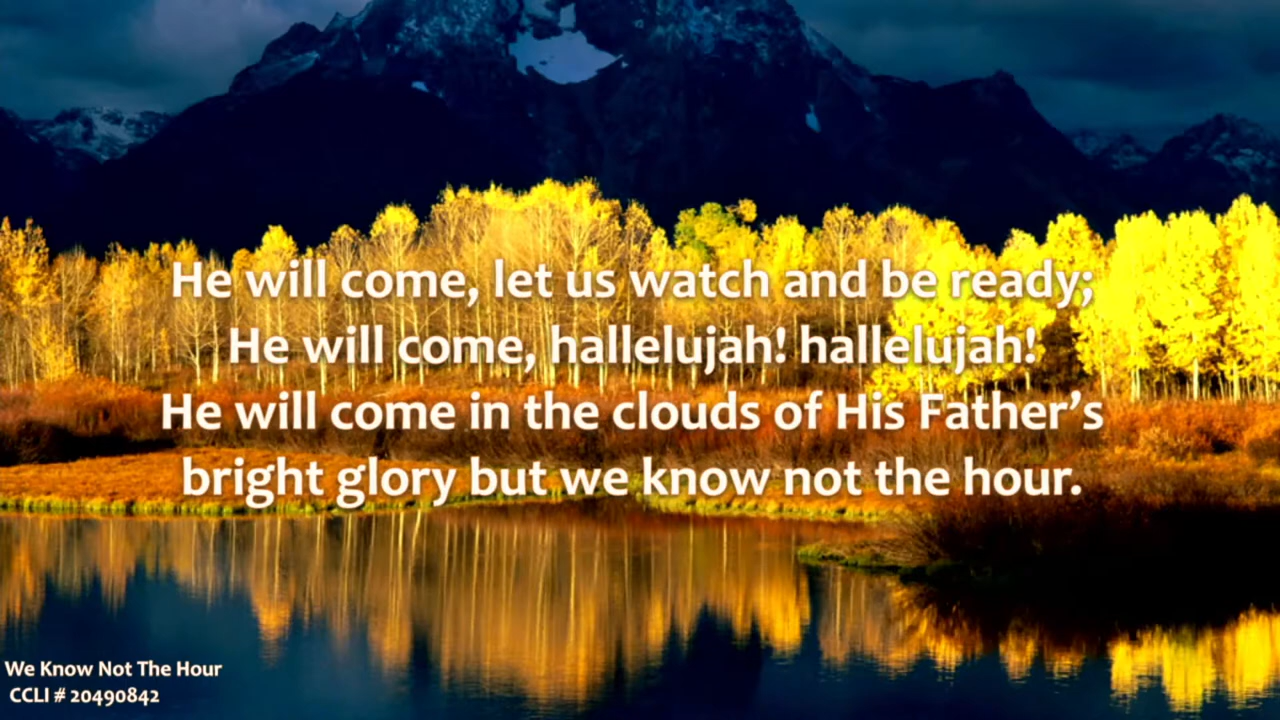 He will come, let us watch and be ready;
He will come, hallelujah! hallelujah!
He will come in the clouds of His Father’s
bright glory but we know not the hour.
We Know Not The Hour
CCLI # 20490842